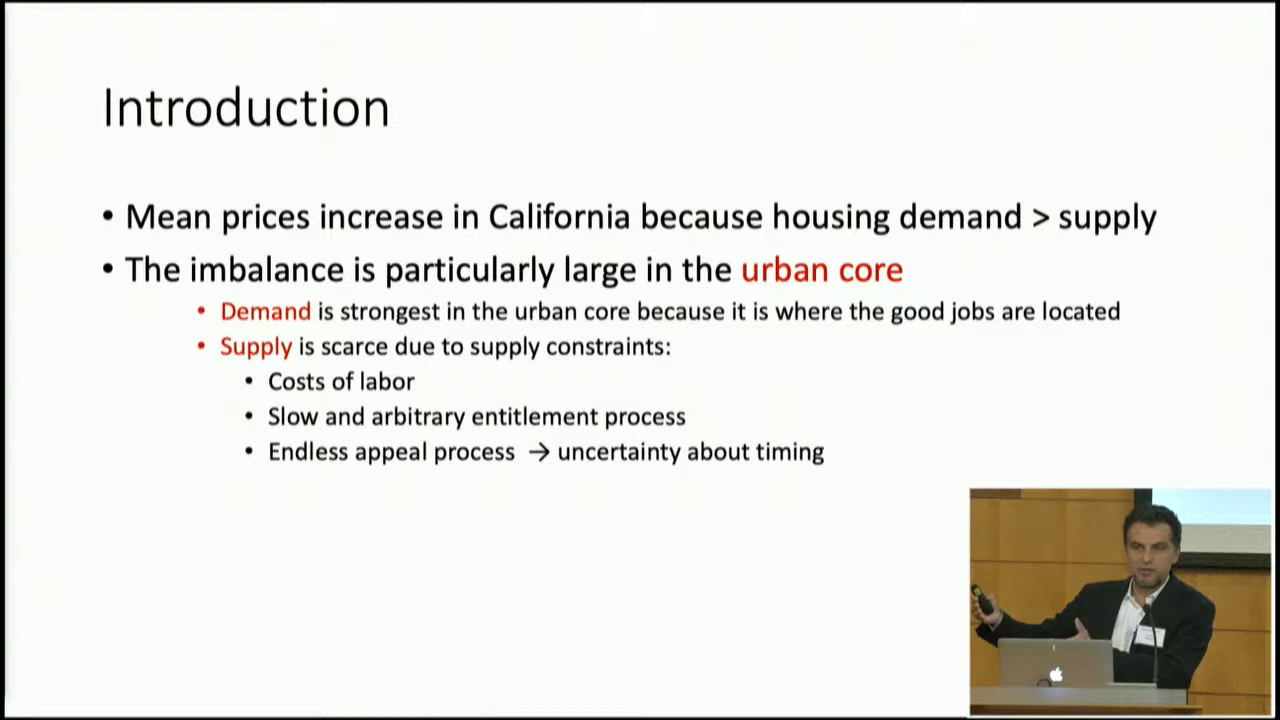 Introduction
• Mean prices increase in California because housing demand > supply
• The imbalance is particularly large in the urban core
• Demand is strongest in the urban core because it is where the good jobs are located
• Supply is scarce due to supply constraints:
• Costs of labor
• Slow and arbitrary entitlement process
• Endless appeal process → uncertainty about timing